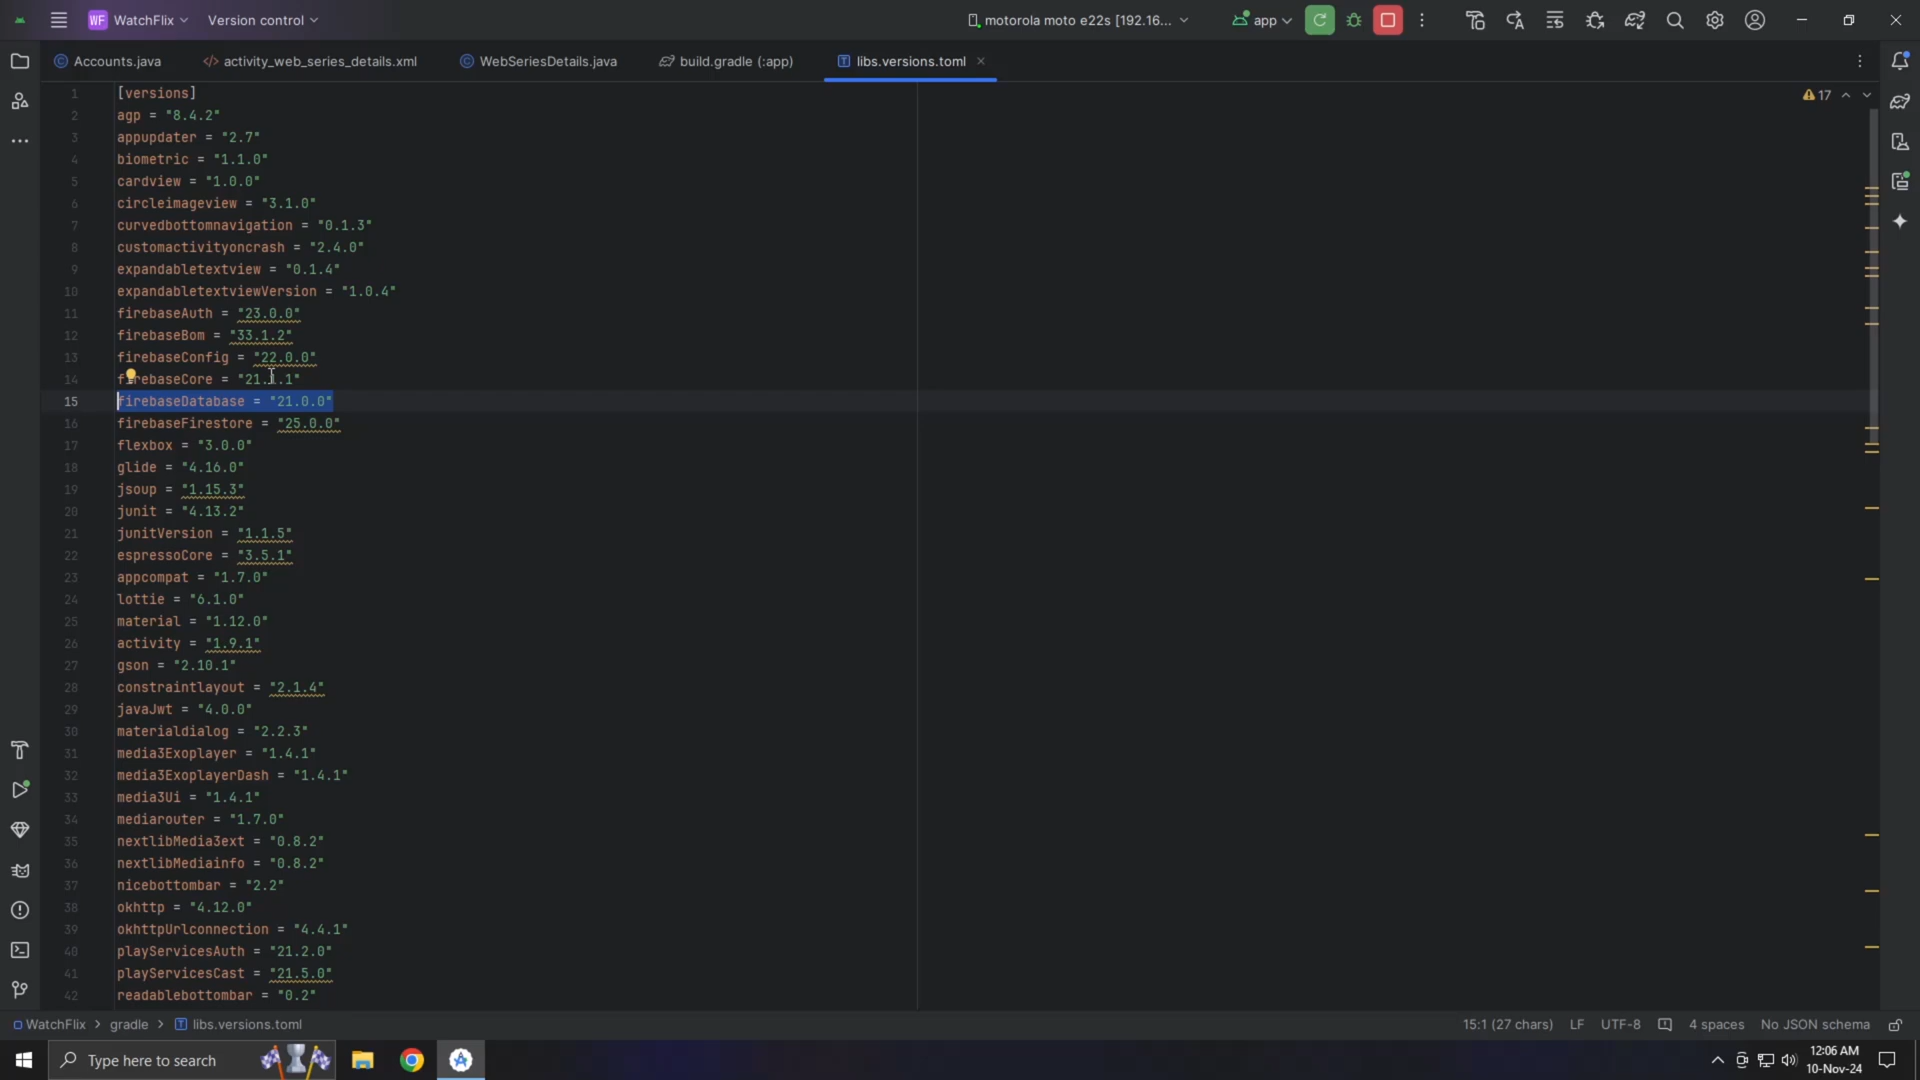 WF WatchFlix Version control motorola moto e22s [192.16... app
Accounts.java activity_web_series_details.xml WebSeriesDetails.java build.gradle (:app) libs.versions.toml
17
1 [versions]
2 agp = "8.4.2"
3 appupdater = "2.7"
4 biometric = "1.1.0"
5 cardview = "1.0.0"
6 circleimageview = "3.1.0"
7 curvedbottomnavigation = "0.1.3"
8 customactivityoncrash = "2.4.0"
9 expandabletextview = "0.1.4"
10 expandabletextviewVersion = "1.0.4"
11 firebaseAuth = "23.0.0"
12 firebaseBom = "33.1.2"
13 firebaseConfig = "22.0.0"
14 firebaseCore = "21.1.1"
15 firebaseDatabase = "21.0.0"
16 firebaseFirestore = "25.0.0"
17 flexbox = "3.0.0"
18 glide = "4.16.0"
19 jsoup = "1.15.3"
20 junit = "4.13.2"
21 junitVersion = "1.1.5"
22 espressoCore = "3.5.1"
23 appcompat = "1.7.0"
24 lottie = "6.1.0"
25 material = "1.12.0"
26 activity = "1.9.1"
27 gson = "2.10.1"
28 constraintlayout = "2.1.4"
29 javaJwt = "4.0.0"
30 materialdialog = "2.2.3"
31 media3Exoplayer = "1.4.1"
32 media3ExoplayerDash = "1.4.1"
33 media3Ui = "1.4.1"
34 mediarouter = "1.7.0"
35 nextlibMedia3ext = "0.8.2"
36 nextlibMediainfo = "0.8.2"
37 nicebottombar = "2.2"
38 okhttp = "4.12.0"
39 okhttpUrlconnection = "4.4.1"
40 playServicesAuth = "21.2.0"
41 playServicesCast = "21.5.0"
42 readablebottombar = "0.2"
WatchFlix > gradle > libs.versions.toml 15:1 (27 chars) LF UTF-8 4 spaces No JSON schema
Type here to search 12:06 AM
10-Nov-24